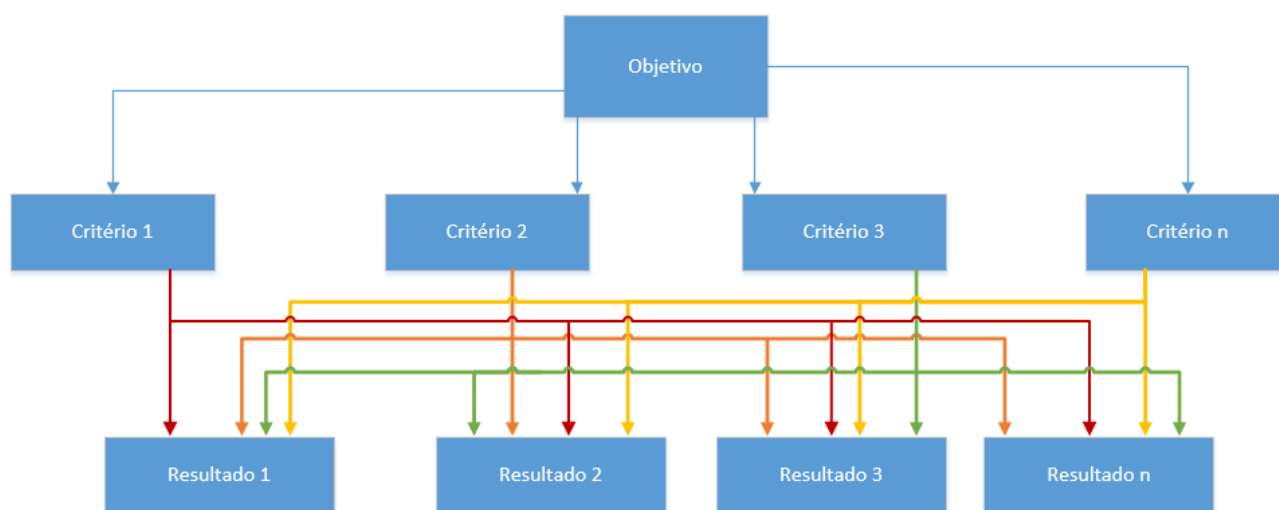 Objetivo
Critério 1
Critério 2
Critério 3
Critério n
Resultado 1
Resultado 2
Resultado 3
Resultado n